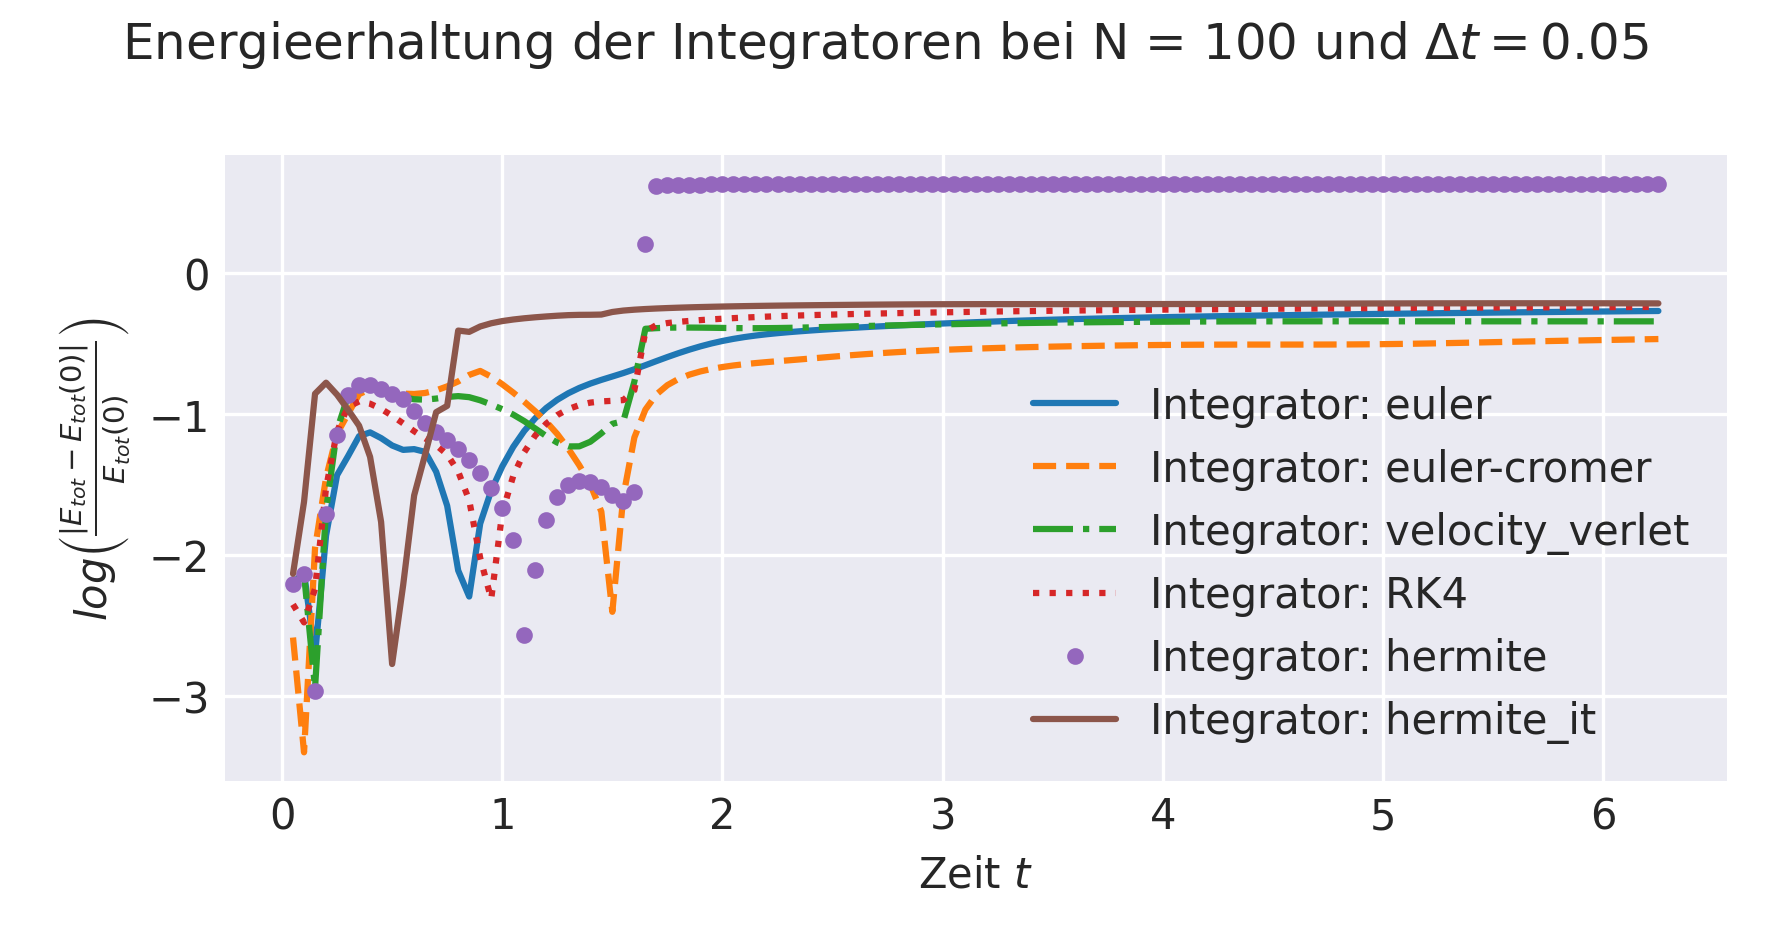 Energieerhaltung der Integratoren bei N = 100 und Δt = 0.05
log(|E_tot − E_tot(0)| / E_tot(0))
0
−1
−2
−3
Integrator: euler
Integrator: euler-cromer
Integrator: velocity_verlet
Integrator: RK4
Integrator: hermite
Integrator: hermite_it
0 1 2 3 4 5 6
Zeit t